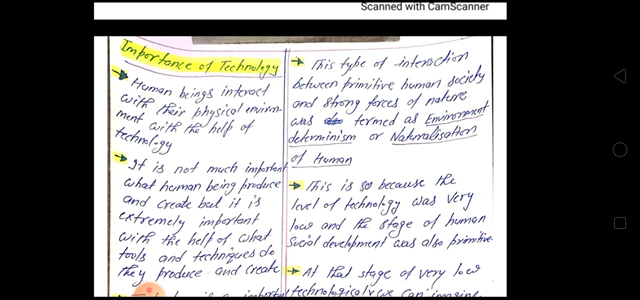 Scanned with CamScanner
Importance of Technology
Human beings interact
with their physical environ-
ment with the help of
technology
It is not much important
what human being produce
and create but it is
extremely important
with the help of what
tools and techniques do
they produce and create
This type of interaction
between primitive human society
and strong forces of nature
was termed as Environment
determinism or Naturalisation
of Human
This is so because the
level of technology was very
low and the stage of human
social development was also primitive.
At that stage of very low
technological we can imagine